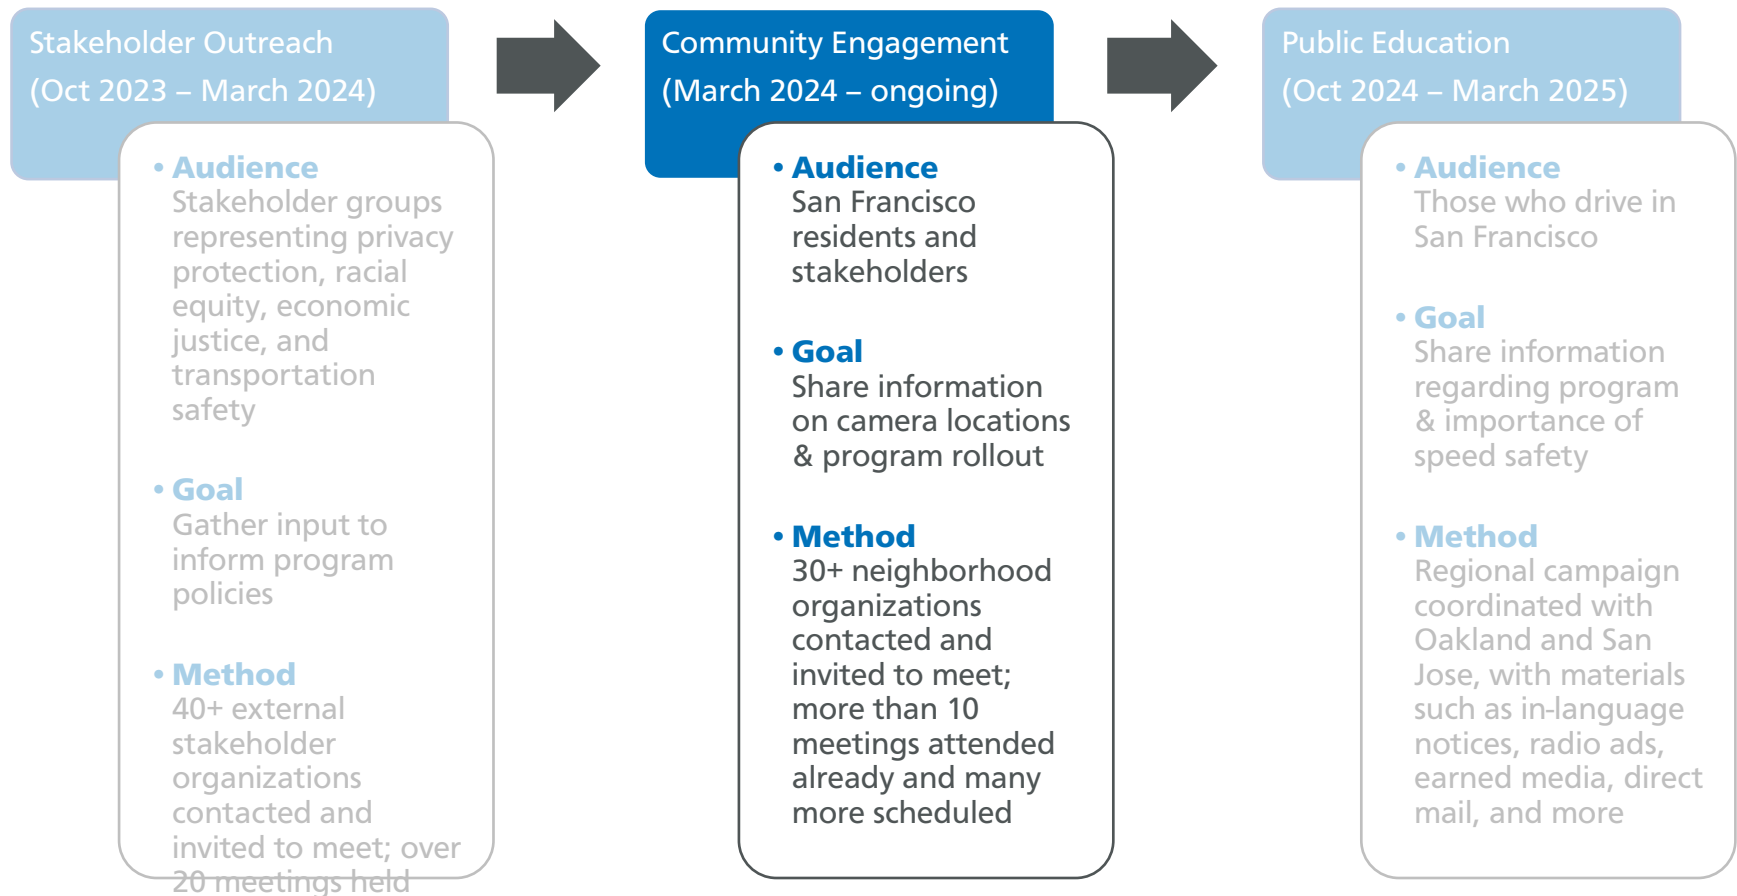 Stakeholder Outreach
(Oct 2023 – March 2024)
• Audience
Stakeholder groups
representing privacy
protection, racial
equity, economic
justice, and
transportation
safety
• Goal
Gather input to
inform program
policies
• Method
40+ external
stakeholder
organizations
contacted and
invited to meet; over
20 meetings held
Community Engagement
(March 2024 – ongoing)
• Audience
San Francisco
residents and
stakeholders
• Goal
Share information
on camera locations
& program rollout
• Method
30+ neighborhood
organizations
contacted and
invited to meet;
more than 10
meetings attended
already and many
more scheduled
Public Education
(Oct 2024 – March 2025)
• Audience
Those who drive in
San Francisco
• Goal
Share information
regarding program
& importance of
speed safety
• Method
Regional campaign
coordinated with
Oakland and San
Jose, with materials
such as in-language
notices, radio ads,
earned media, direct
mail, and more